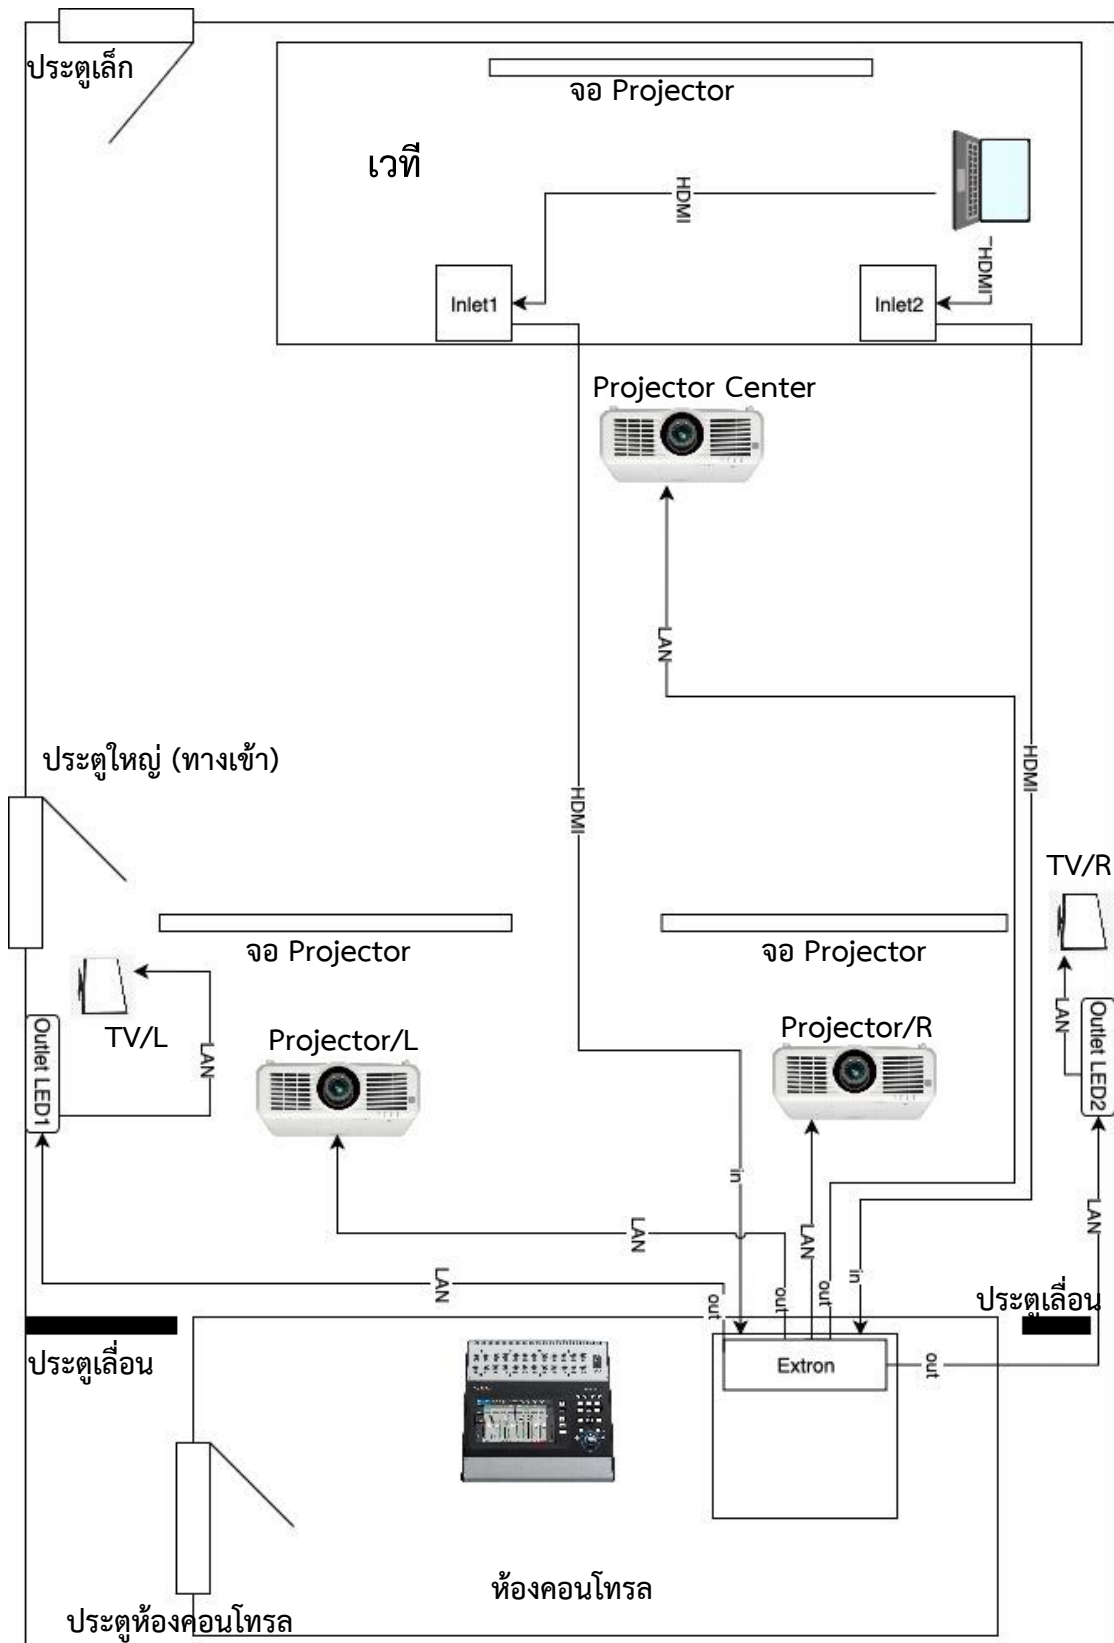 ประตูเล็ก
จอ Projector
เวที
HDMI
HDMI
Inlet1
Inlet2
Projector Center
LAN
ประตูใหญ่ (ทางเข้า)
HDMI
HDMI
TV/R
จอ Projector
จอ Projector
TV/L
Projector/L
Projector/R
Outlet LED1
LAN
LAN
Outlet LED2
in
LAN
LAN
LAN
LAN
in
out
out
out
ประตูเลื่อน
ประตูเลื่อน
Extron
out
ห้องคอนโทรล
ประตูห้องคอนโทรล